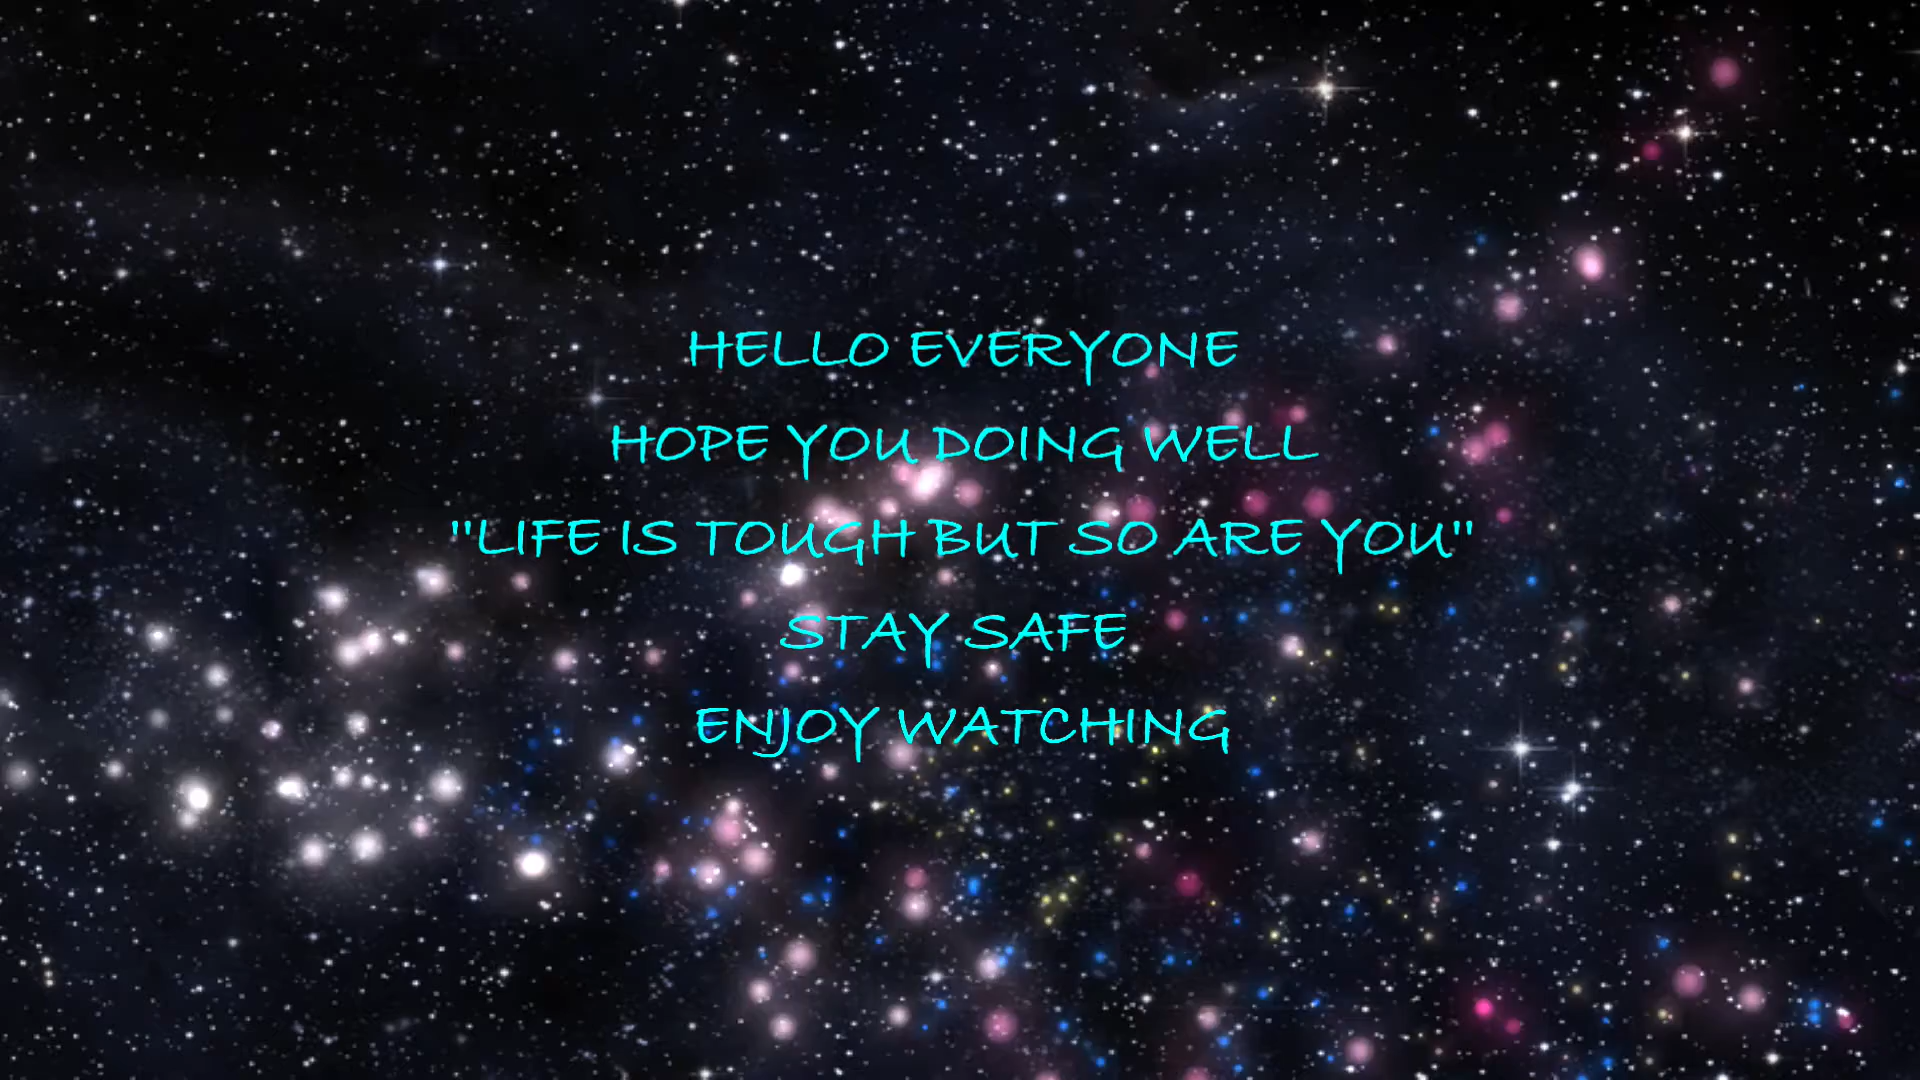 HELLO EVERYONE
HOPE YOU DOING WELL
"LIFE IS TOUGH BUT SO ARE YOU"
STAY SAFE
ENJOY WATCHING